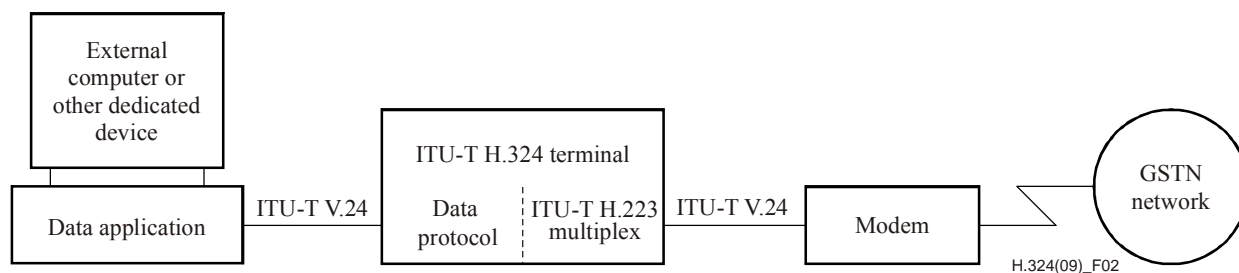 External
computer or
other dedicated
device
Data application
ITU-T V.24
ITU-T H.324 terminal
Data
protocol
ITU-T H.223
multiplex
ITU-T V.24
Modem
GSTN
network
H.324(09)_F02